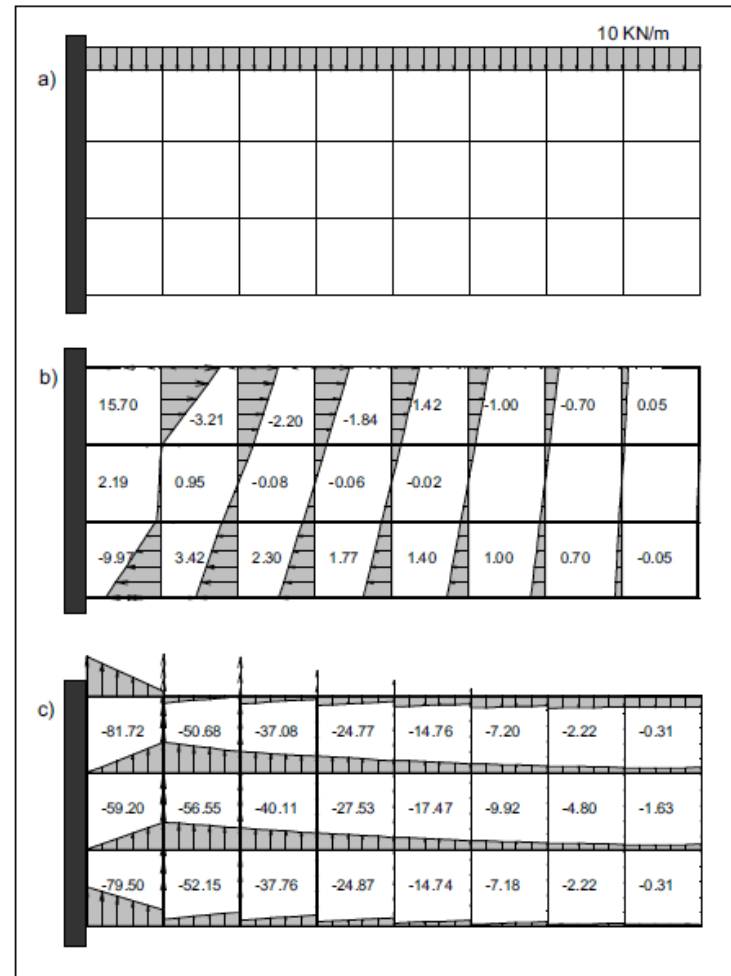 10 KN/m
a)
b)
15.70 -3.21 -2.20 -1.84 -1.42 -1.00 -0.70 0.05
2.19 0.95 -0.08 -0.06 -0.02
-9.97 3.42 2.30 1.77 1.40 1.00 0.70 -0.05
c)
-81.72 -50.68 -37.08 -24.77 -14.76 -7.20 -2.22 -0.31
-59.20 -56.55 -40.11 -27.53 -17.47 -9.92 -4.80 -1.63
-79.50 -52.15 -37.76 -24.87 -14.74 -7.18 -2.22 -0.31